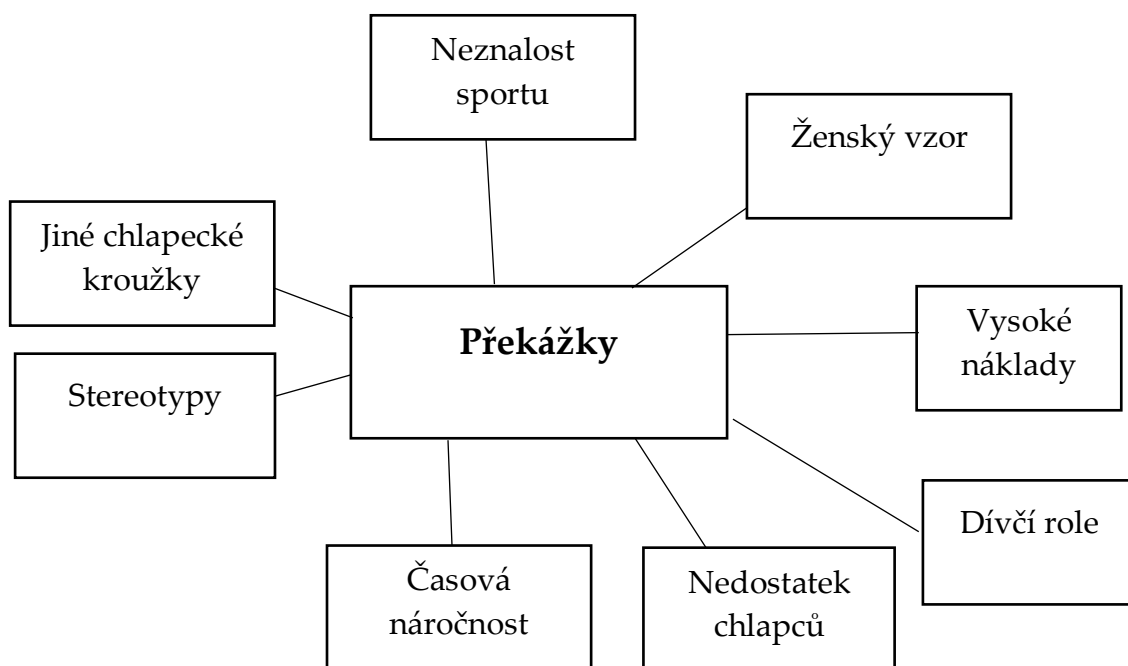 Neznalost
sportu
Ženský vzor
Jiné chlapecké
kroužky
Překážky
Vysoké
náklady
Stereotypy
Dívčí role
Časová
náročnost
Nedostatek
chlapců